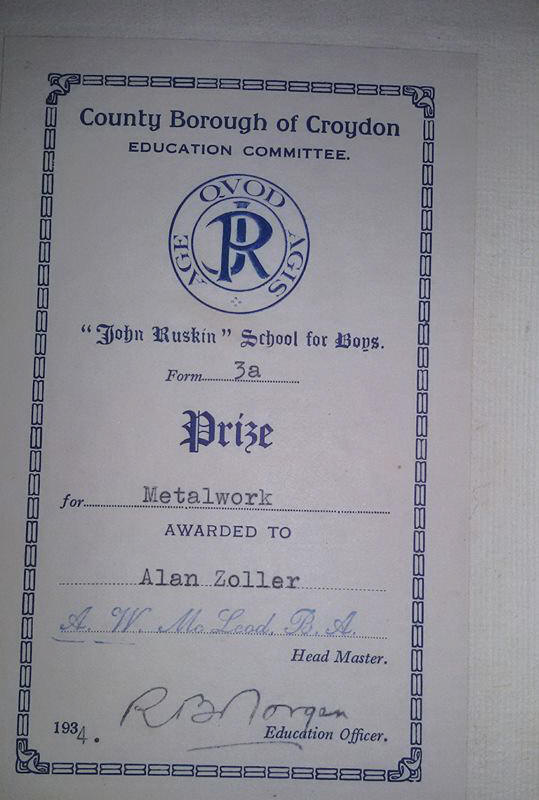 County Borough of Croydon
EDUCATION COMMITTEE.
QVOD AGIS AGE
JR
"John Ruskin" School for Boys.
Form 3a
Prize
for Metalwork
AWARDED TO
Alan Zoller
A. W. McLeod, B. A.
Head Master.
R B Morgan
1934. Education Officer.